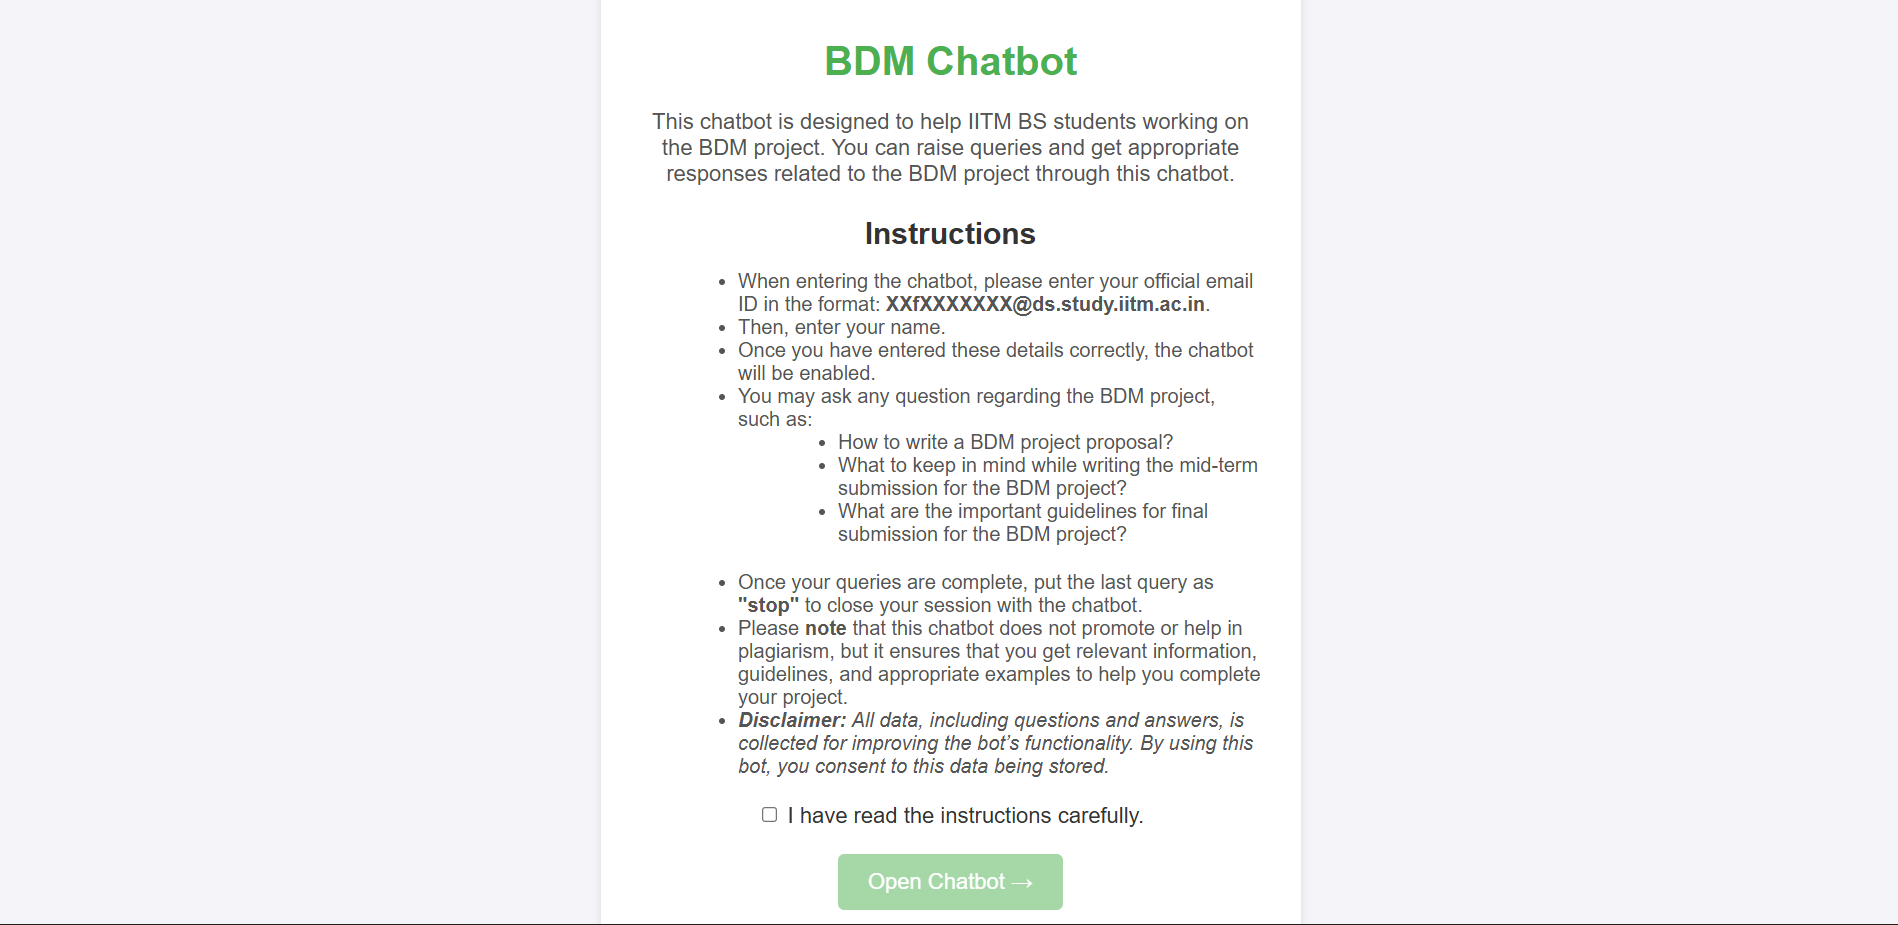 BDM Chatbot
This chatbot is designed to help IITM BS students working on
the BDM project. You can raise queries and get appropriate
responses related to the BDM project through this chatbot.
Instructions
• When entering the chatbot, please enter your official email
ID in the format: XXfXXXXXXX@ds.study.iitm.ac.in.
• Then, enter your name.
• Once you have entered these details correctly, the chatbot
will be enabled.
• You may ask any question regarding the BDM project,
such as:
• How to write a BDM project proposal?
• What to keep in mind while writing the mid-term
submission for the BDM project?
• What are the important guidelines for final
submission for the BDM project?
• Once your queries are complete, put the last query as
"stop" to close your session with the chatbot.
• Please note that this chatbot does not promote or help in
plagiarism, but it ensures that you get relevant information,
guidelines, and appropriate examples to help you complete
your project.
• Disclaimer: All data, including questions and answers, is
collected for improving the bot’s functionality. By using this
bot, you consent to this data being stored.
I have read the instructions carefully.
Open Chatbot →